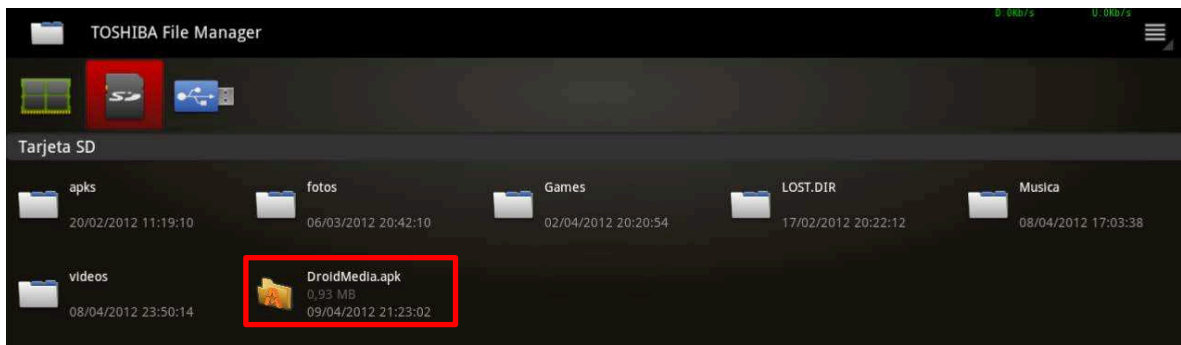 D: 0Kb/s U: 0Kb/s
TOSHIBA File Manager
SD
Tarjeta SD
apks
20/02/2012 11:19:10
fotos
06/03/2012 20:42:10
Games
02/04/2012 20:20:54
LOST.DIR
17/02/2012 20:22:12
Musica
08/04/2012 17:03:38
videos
08/04/2012 23:50:14
DroidMedia.apk
0,93 MB
09/04/2012 21:23:02